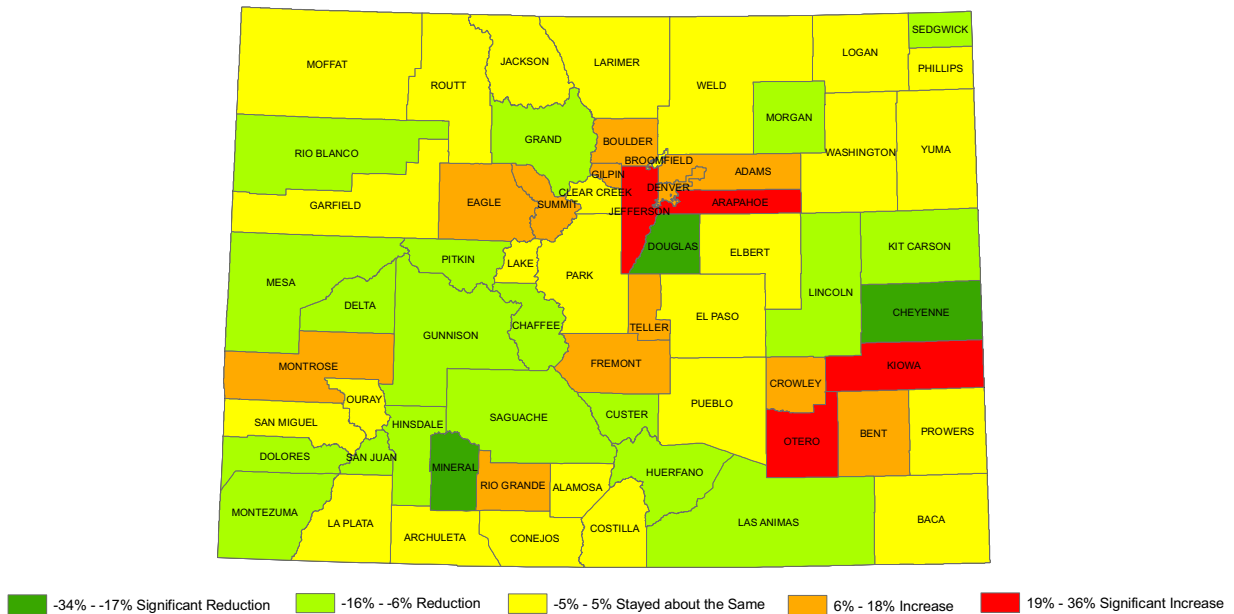 SEDGWICK
LOGAN
JACKSON
LARIMER
MOFFAT
PHILLIPS
ROUTT
WELD
MORGAN
GRAND
BOULDER
YUMA
RIO BLANCO
WASHINGTON
BROOMFIELD
GILPIN
ADAMS
DENVER
CLEAR CREEK
EAGLE
SUMMIT
ARAPAHOE
GARFIELD
JEFFERSON
DOUGLAS
KIT CARSON
ELBERT
PITKIN
LAKE
PARK
MESA
LINCOLN
DELTA
CHEYENNE
EL PASO
CHAFFEE
TELLER
GUNNISON
FREMONT
MONTROSE
KIOWA
CROWLEY
OURAY
PUEBLO
CUSTER
SAGUACHE
SAN MIGUEL
HINSDALE
PROWERS
BENT
OTERO
DOLORES
SAN JUAN
MINERAL
HUERFANO
RIO GRANDE
ALAMOSA
MONTEZUMA
LA PLATA
LAS ANIMAS
BACA
COSTILLA
ARCHULETA
CONEJOS
-34% - -17% Significant Reduction
-16% - -6% Reduction
-5% - 5% Stayed about the Same
6% - 18% Increase
19% - 36% Significant Increase